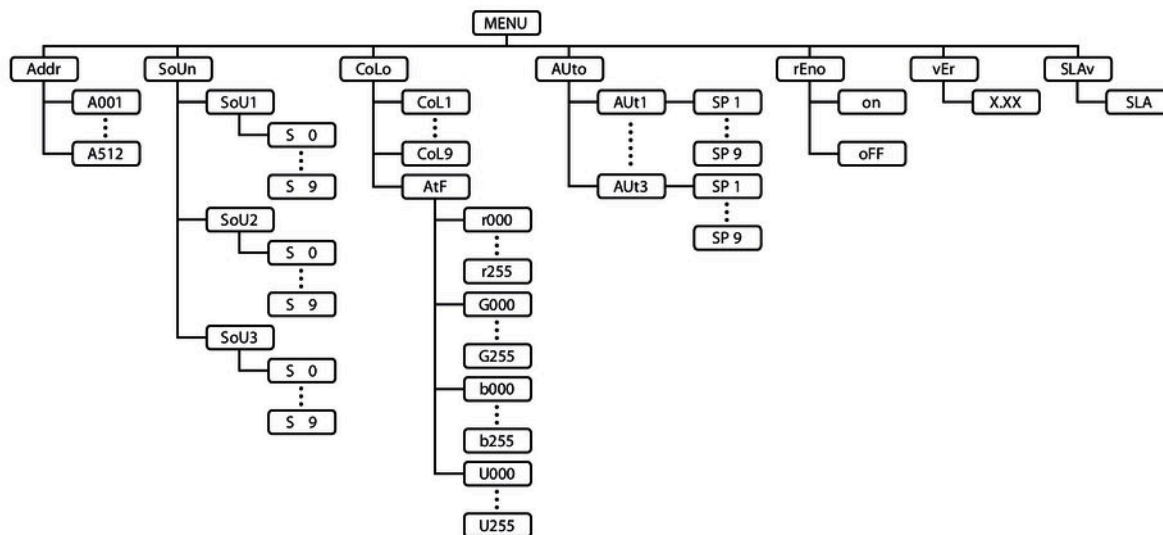 MENU
Addr SoUn CoLo AUto rEno vEr SLAv
A001 SoU1 CoL1 AUt1 SP 1 on X.XX SLA
S 0
A512 CoL9 SP 9 oFF
S 9 AtF AUt3 SP 1
SoU2 r000
SP 9
S 0
r255
S 9 G000
SoU3
G255
S 0
b000
S 9
b255
U000
U255